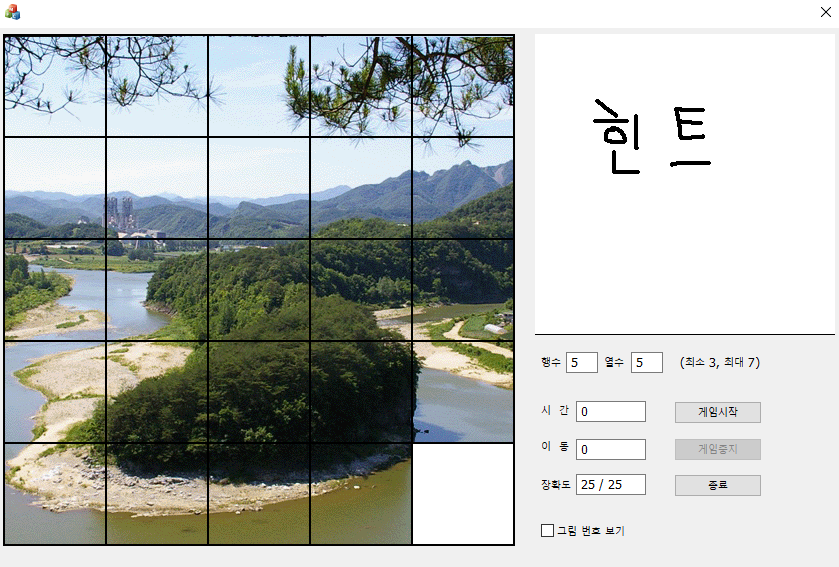 힌트
행수 5 열수 5 (최소 3, 최대 7)
시 간 0 게임시작
이 동 0 게임중지
장확도 25 / 25 종료
그림 번호 보기